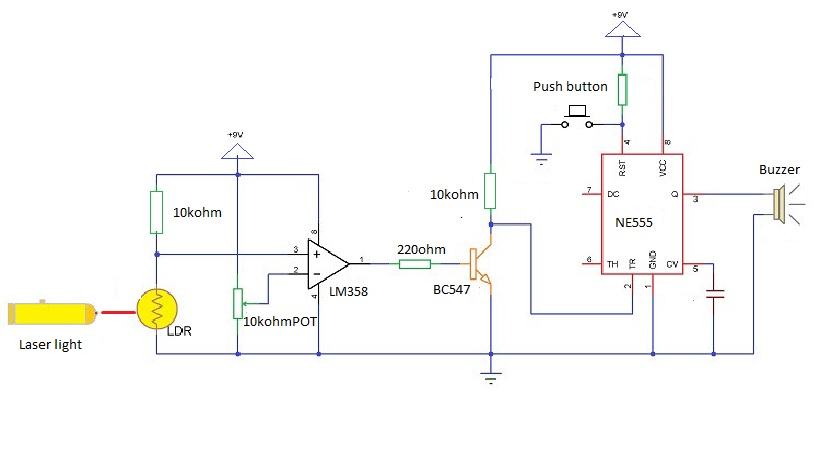 +9V
Push button
4
8
+9V
RST
VCC
Buzzer
10kohm
10kohm
7
DC
Q
3
NE555
8
3
+
220ohm
1
2
−
6
TH
TR
GND
CV
5
LM358
BC547
4
2
1
10kohmPOT
LDR
Laser light